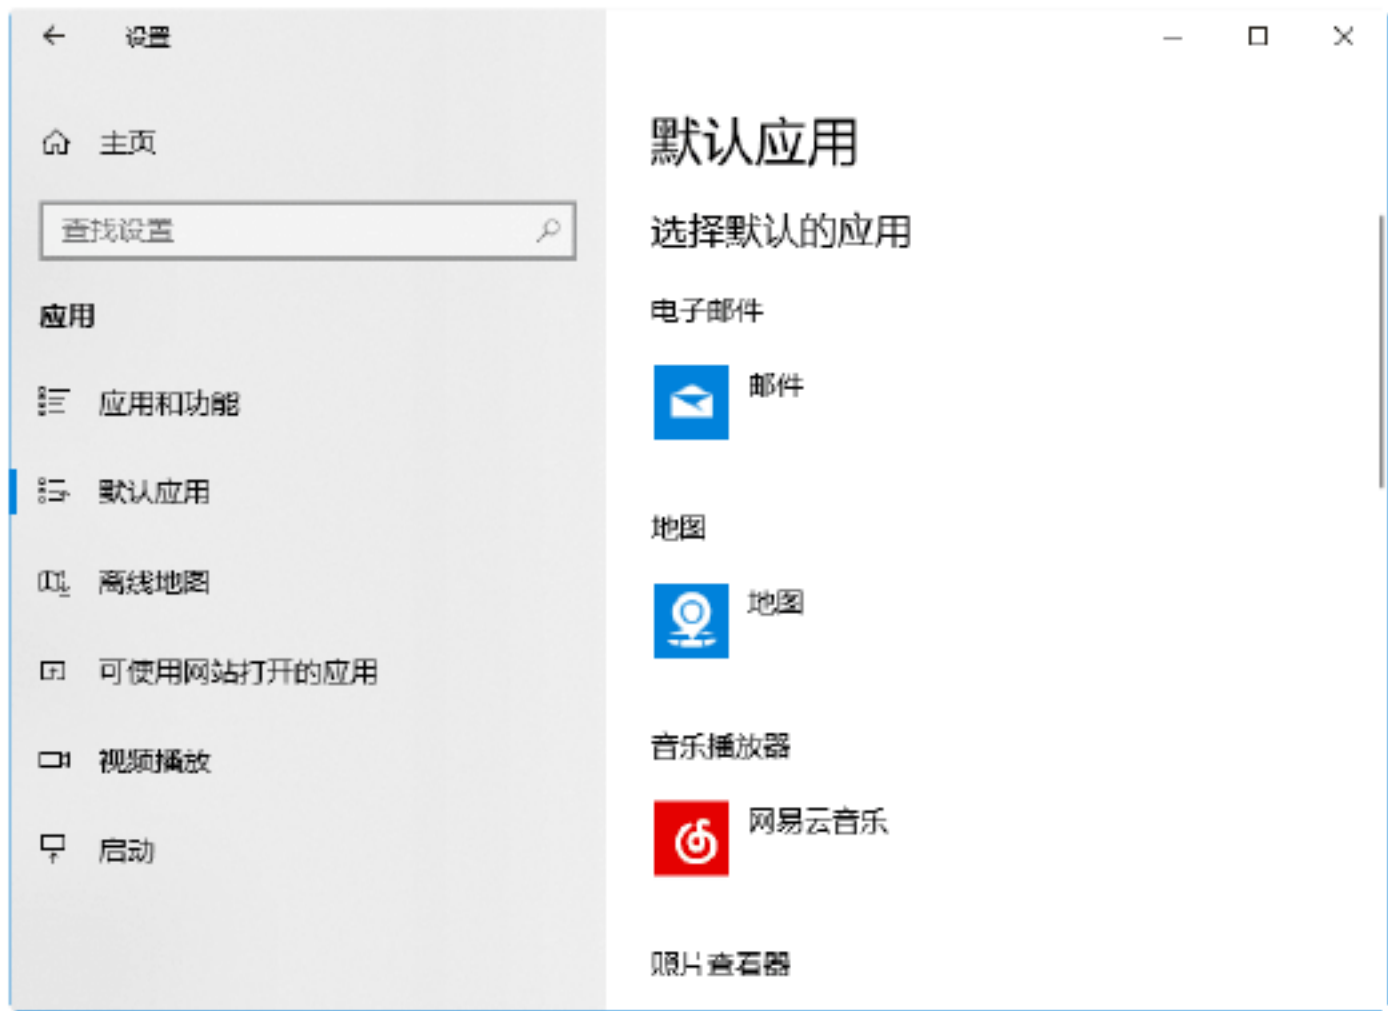 设置
主页
查找设置
应用
应用和功能
默认应用
离线地图
可使用网站打开的应用
视频播放
启动
默认应用
选择默认的应用
电子邮件
邮件
地图
地图
音乐播放器
网易云音乐
照片查看器